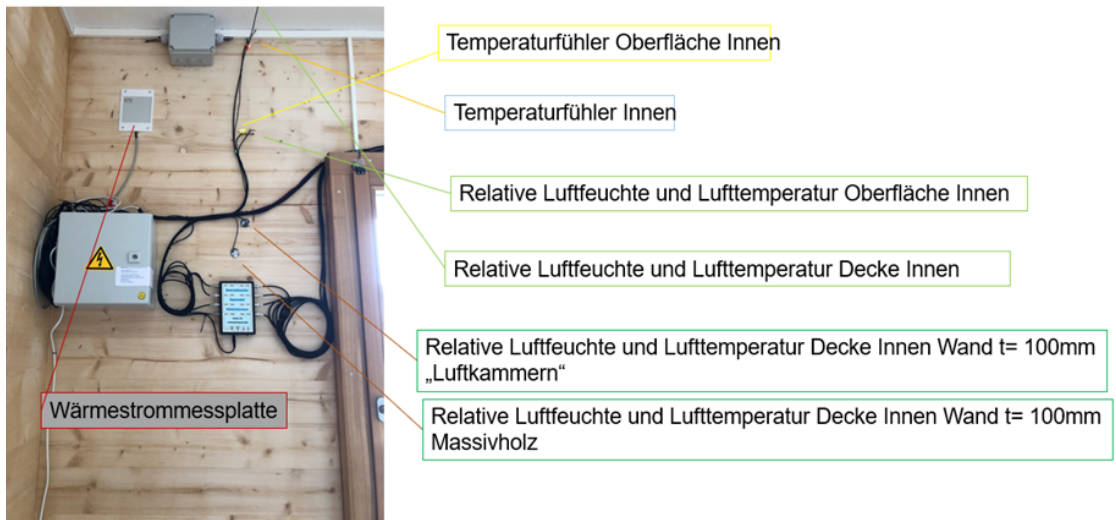 Temperaturfühler Oberfläche Innen
Temperaturfühler Innen
Relative Luftfeuchte und Lufttemperatur Oberfläche Innen
Relative Luftfeuchte und Lufttemperatur Decke Innen
Relative Luftfeuchte und Lufttemperatur Decke Innen Wand t= 100mm
„Luftkammern“
Relative Luftfeuchte und Lufttemperatur Decke Innen Wand t= 100mm
Massivholz
Wärmestrommessplatte